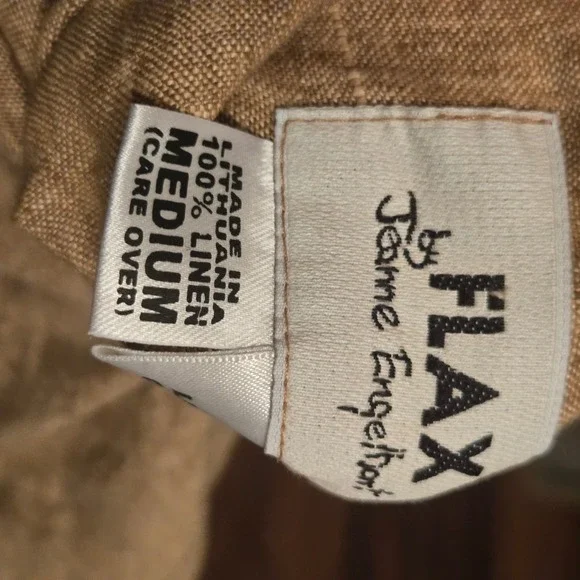 FLAX
by
Jeanne Engelhart
MADE IN
LITHUANIA
100% LINEN
MEDIUM
(CARE OVER)